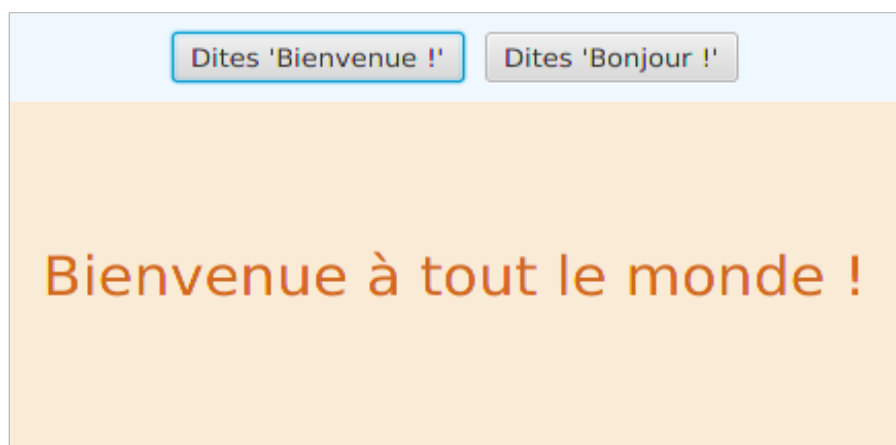 Dites 'Bienvenue !' Dites 'Bonjour !'
Bienvenue à tout le monde !